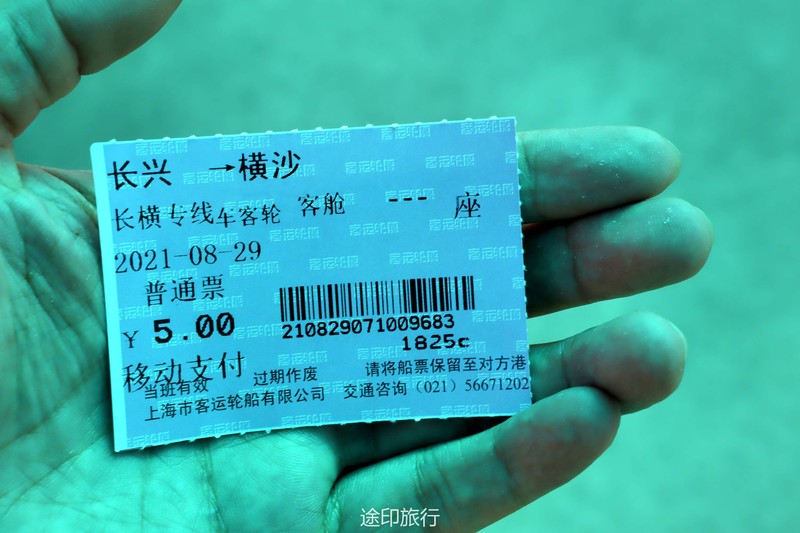 长兴 →横沙
长横专线车客轮 客舱 --- 座
2021-08-29
普通票
¥ 5.00
210829071009683
1825c
移动支付
当班有效 过期作废 请将船票保留至对方港
上海市客运轮船有限公司 交通咨询（021）56671202
途印旅行